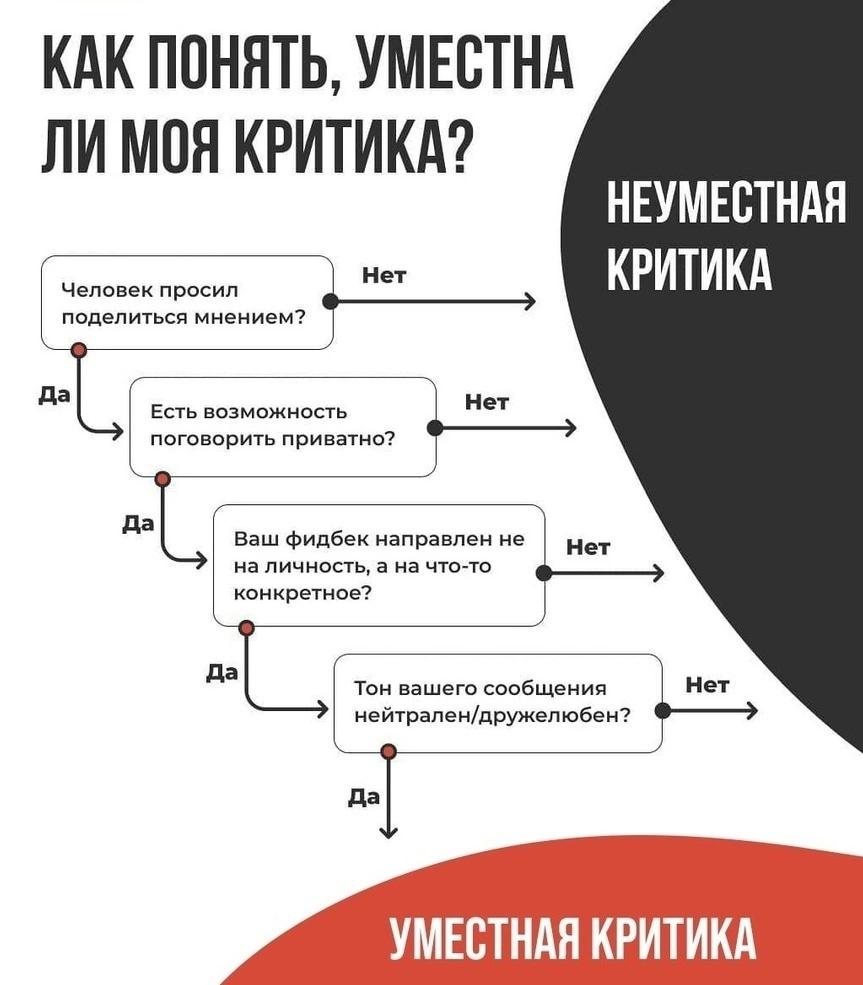 КАК ПОНЯТЬ, УМЕСТНА
ЛИ МОЯ КРИТИКА?
НЕУМЕСТНАЯ
КРИТИКА
Человек просил
поделиться мнением?
Нет
Да
Есть возможность
поговорить приватно?
Нет
Да
Ваш фидбек направлен не
на личность, а на что-то
конкретное?
Нет
Да
Тон вашего сообщения
нейтрален/дружелюбен?
Нет
Да
УМЕСТНАЯ КРИТИКА